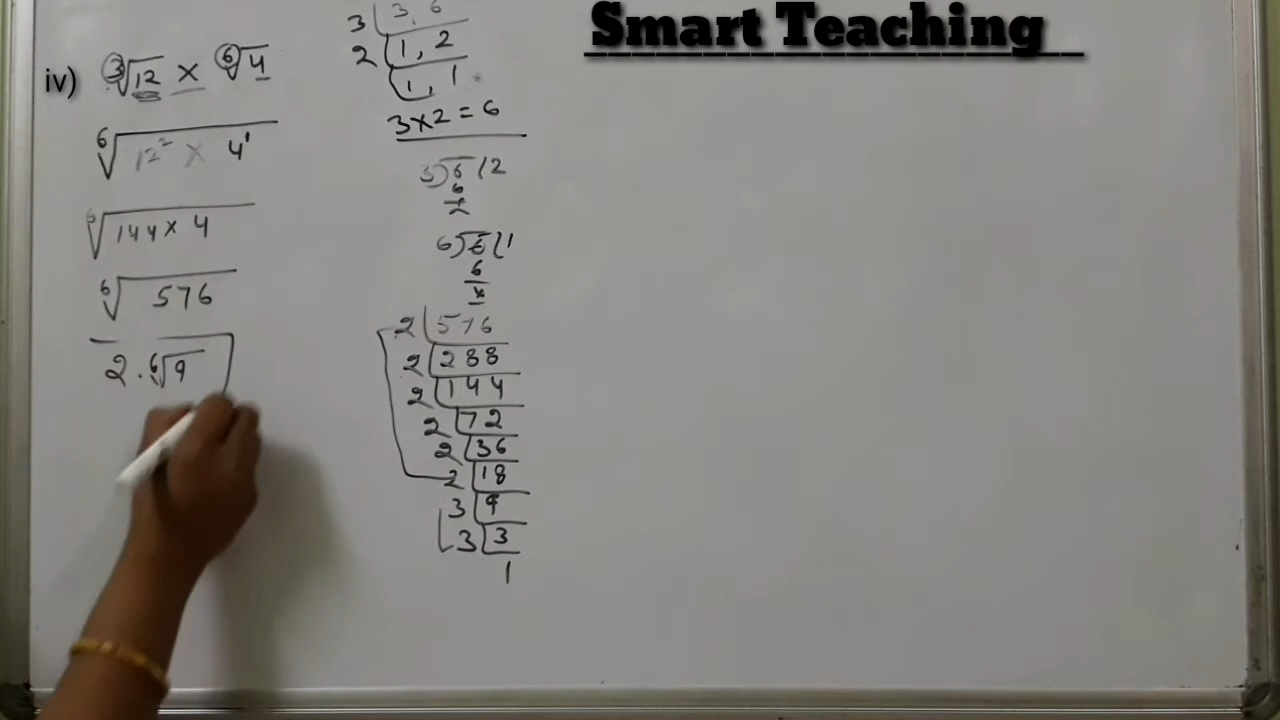 Smart Teaching
iv) ∛12 × ⁶√4
⁶√12² × 4¹
⁶√144 × 4
⁶√576
2 . ⁶√9
3 | 3, 6
2 | 1, 2
1, 1
3×2 = 6
3)6(2
6
×
6)6(1
6
×
2 | 576
2 | 288
2 | 144
2 | 72
2 | 36
2 | 18
3 | 9
3 | 3
1